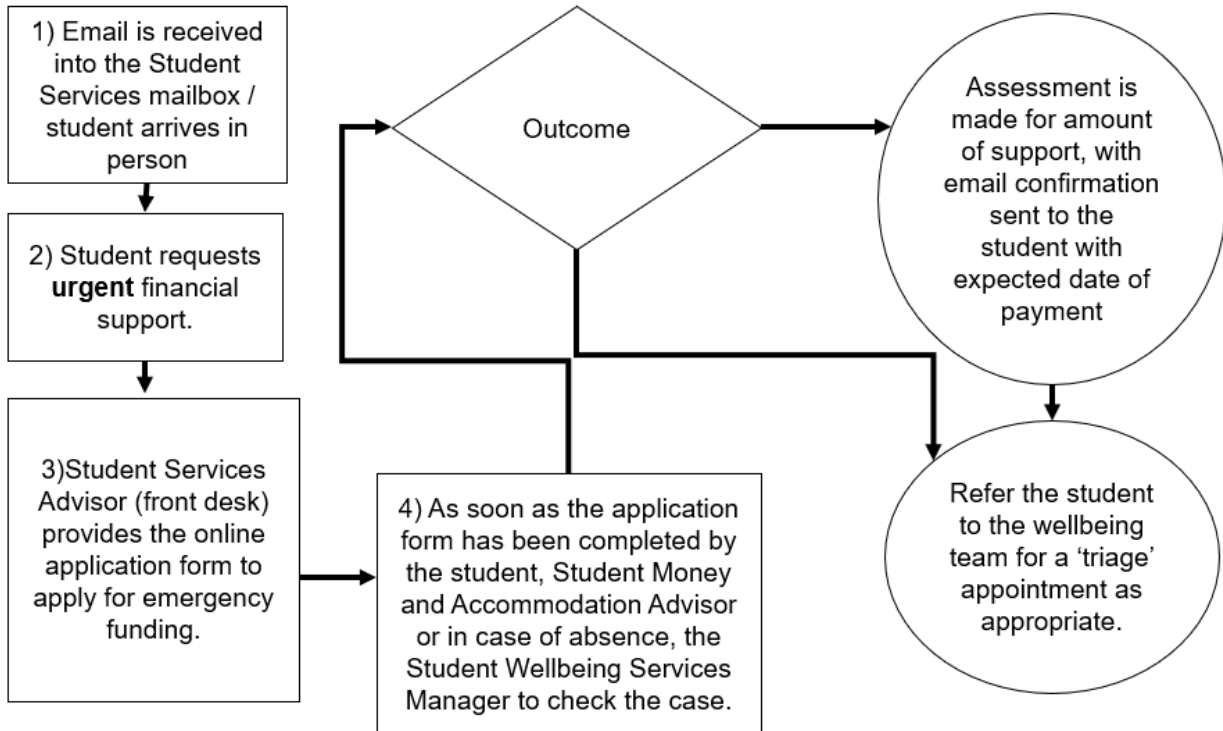 1) Email is received
into the Student
Services mailbox /
student arrives in
person
2) Student requests
urgent financial
support.
3)Student Services
Advisor (front desk)
provides the online
application form to
apply for emergency
funding.
4) As soon as the application
form has been completed by
the student, Student Money
and Accommodation Advisor
or in case of absence, the
Student Wellbeing Services
Manager to check the case.
Outcome
Assessment is
made for amount
of support, with
email confirmation
sent to the
student with
expected date of
payment
Refer the student
to the wellbeing
team for a ‘triage’
appointment as
appropriate.